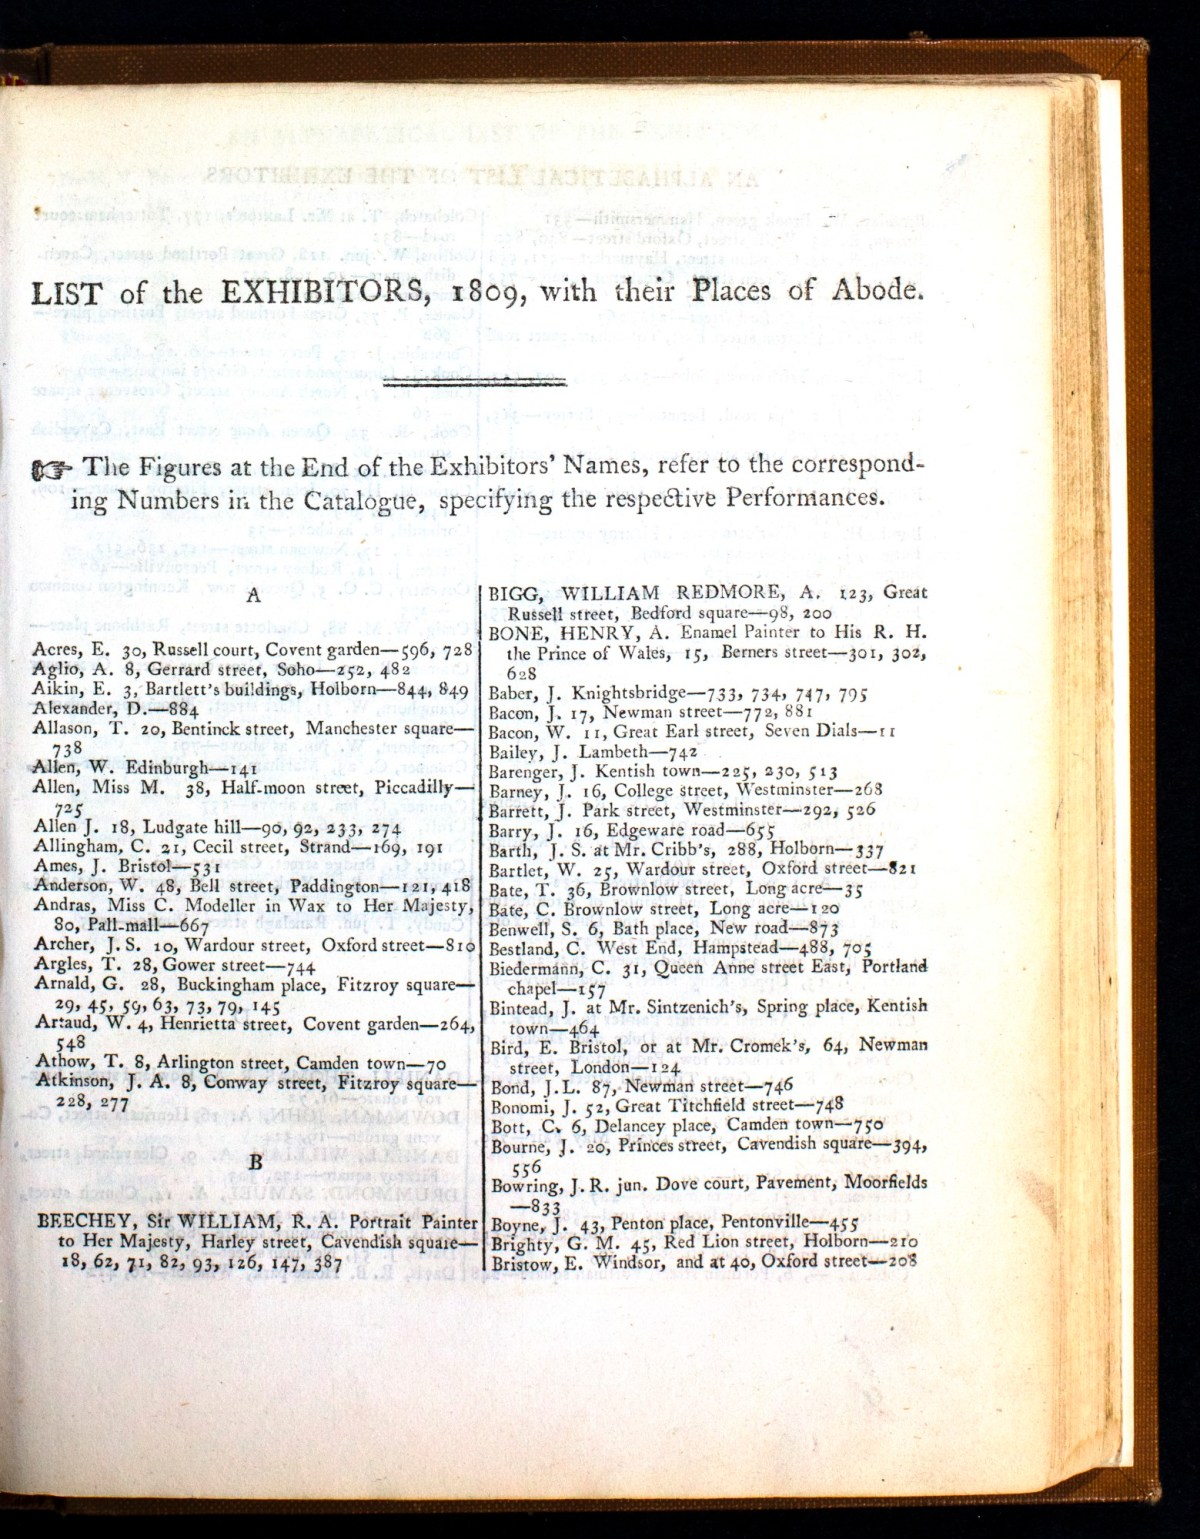 LIST of the EXHIBITORS, 1809, with their Places of Abode.
☞ The Figures at the End of the Exhibitors' Names, refer to the correspond-
ing Numbers in the Catalogue, specifying the respective Performances.
A
Acres, E. 30, Russell court, Covent garden—596, 728
Aglio, A. 8, Gerrard street, Soho—252, 482
Aikin, E. 3, Bartlett's buildings, Holborn—844, 849
Alexander, D.—884
Allason, T. 20, Bentinck street, Manchester square—
738
Allen, W. Edinburgh—141
Allen, Miss M. 38, Half-moon street, Piccadilly—
725
Allen J. 18, Ludgate hill—90, 92, 233, 274
Allingham, C. 21, Cecil street, Strand—169, 191
Ames, J. Bristol—531
Anderson, W. 48, Bell street, Paddington—121, 418
Andras, Miss C. Modeller in Wax to Her Majesty,
80, Pall-mall—667
Archer, J. S. 10, Wardour street, Oxford street—810
Argles, T. 28, Gower street—744
Arnald, G. 28, Buckingham place, Fitzroy square—
29, 45, 59, 63, 73, 79, 145
Artaud, W. 4, Henrietta street, Covent garden—264,
548
Athow, T. 8, Arlington street, Camden town—70
Atkinson, J. A. 8, Conway street, Fitzroy square—
228, 277
B
BEECHEY, Sir WILLIAM, R. A. Portrait Painter
to Her Majesty, Harley street, Cavendish square—
18, 62, 71, 82, 93, 126, 147, 387
BIGG, WILLIAM REDMORE, A. 123, Great
Russell street, Bedford square—98, 200
BONE, HENRY, A. Enamel Painter to His R. H.
the Prince of Wales, 15, Berners street—301, 302,
628
Baber, J. Knightsbridge—733, 734, 747, 795
Bacon, J. 17, Newman street—772, 881
Bacon, W. 11, Great Earl street, Seven Dials—11
Bailey, J. Lambeth—742
Barenger, J. Kentish town—225, 230, 513
Barney, J. 16, College street, Westminster—268
Barrett, J. Park street, Westminster—292, 526
Barry, J. 16, Edgeware road—655
Barth, J. S. at Mr. Cribb's, 288, Holborn—337
Bartlet, W. 25, Wardour street, Oxford street—821
Bate, T. 36, Brownlow street, Long acre—35
Bate, C. Brownlow street, Long acre—120
Benwell, S. 6, Bath place, New road—873
Bestland, C. West End, Hampstead—488, 705
Biedermann, C. 31, Queen Anne street East, Portland
chapel—157
Bintead, J. at Mr. Sintzenich's, Spring place, Kentish
town—464
Bird, E. Bristol, or at Mr. Cromek's, 64, Newman
street, London—124
Bond, J. L. 87, Newman street—746
Bonomi, J. 52, Great Titchfield street—748
Bott, C. 6, Delancey place, Camden town—750
Bourne, J. 20, Princes street, Cavendish square—394,
556
Bowring, J. R. jun. Dove court, Pavement, Moorfields
—833
Boyne, J. 43, Penton place, Pentonville—455
Brighty, G. M. 45, Red Lion street, Holborn—210
Bristow, E. Windsor, and at 40, Oxford street—208